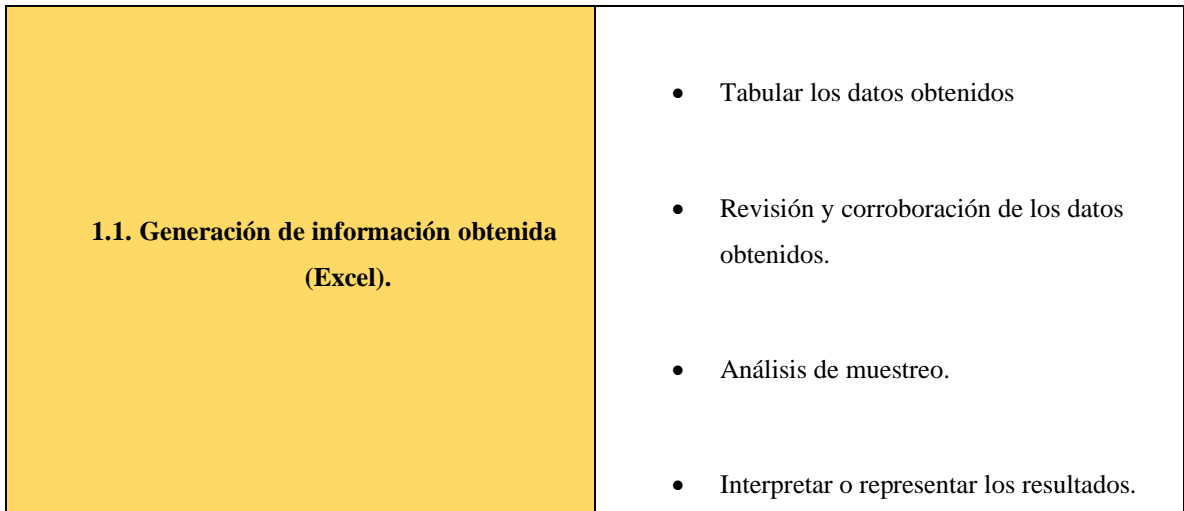 1.1. Generación de información obtenida
(Excel).
• Tabular los datos obtenidos
• Revisión y corroboración de los datos
obtenidos.
• Análisis de muestreo.
• Interpretar o representar los resultados.